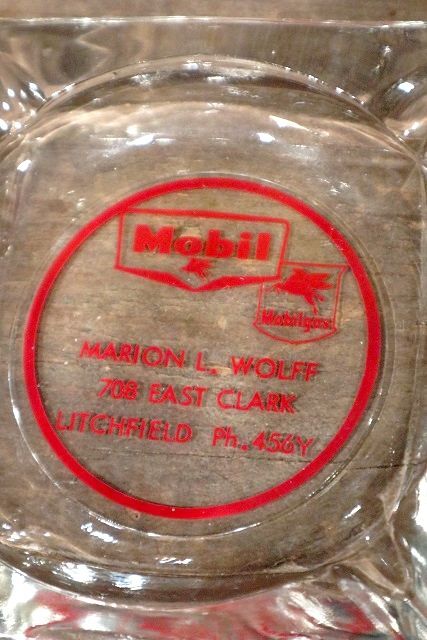 Mobil
Mobilgas
MARION L. WOLFF
708 EAST CLARK
LITCHFIELD Ph.. 456Y